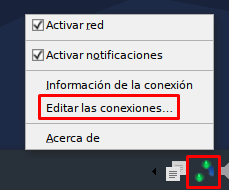 Activar red
Activar notificaciones
Información de la conexión
Editar las conexiones...
Acerca de